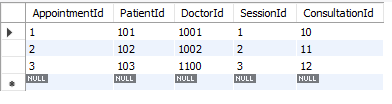 AppointmentId PatientId DoctorId SessionId ConsultationId
1 101 1001 1 10
2 102 1002 2 11
3 103 1100 3 12
NULL NULL NULL NULL NULL